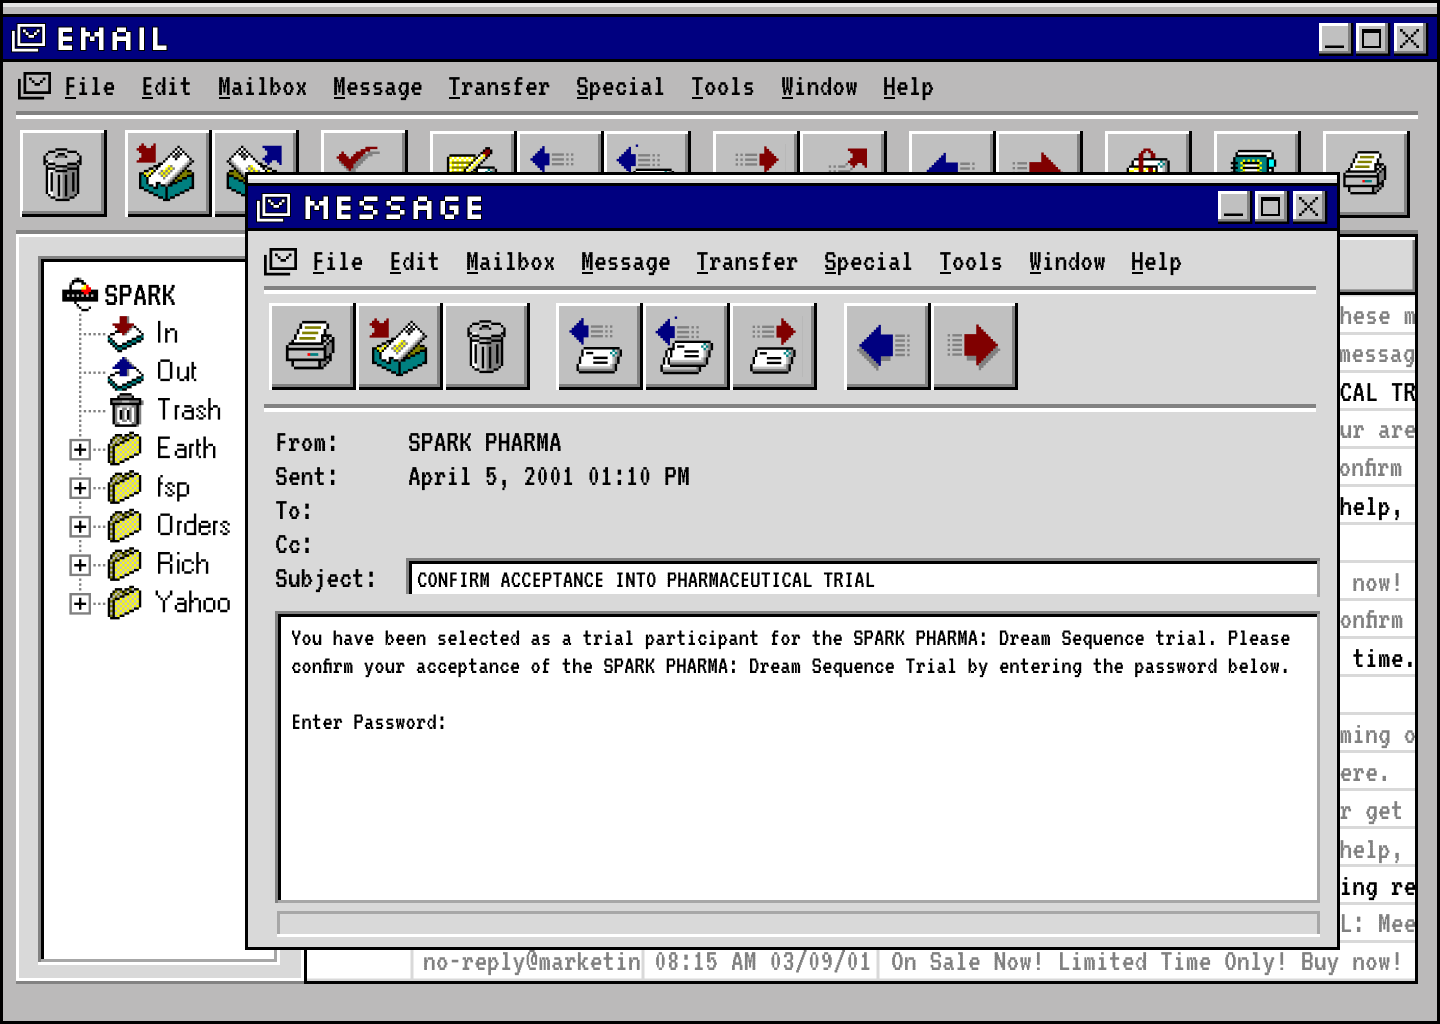 EMAIL
File Edit Mailbox Message Transfer Special Tools Window Help
MESSAGE
File Edit Mailbox Message Transfer Special Tools Window Help
SPARK
In
Out
Trash
Earth
fsp
Orders
Rich
Yahoo
From: SPARK PHARMA
Sent: April 5, 2001 01:10 PM
To:
Cc:
Subject: CONFIRM ACCEPTANCE INTO PHARMACEUTICAL TRIAL
You have been selected as a trial participant for the SPARK PHARMA: Dream Sequence trial. Please
confirm your acceptance of the SPARK PHARMA: Dream Sequence Trial by entering the password below.
Enter Password:
hese m
messag
CAL TR
ur are
onfirm
help,
now!
onfirm
time.
ming o
ere.
r get
help,
ing re
L: Mee
no-reply@marketin 08:15 AM 03/09/01 On Sale Now! Limited Time Only! Buy now!